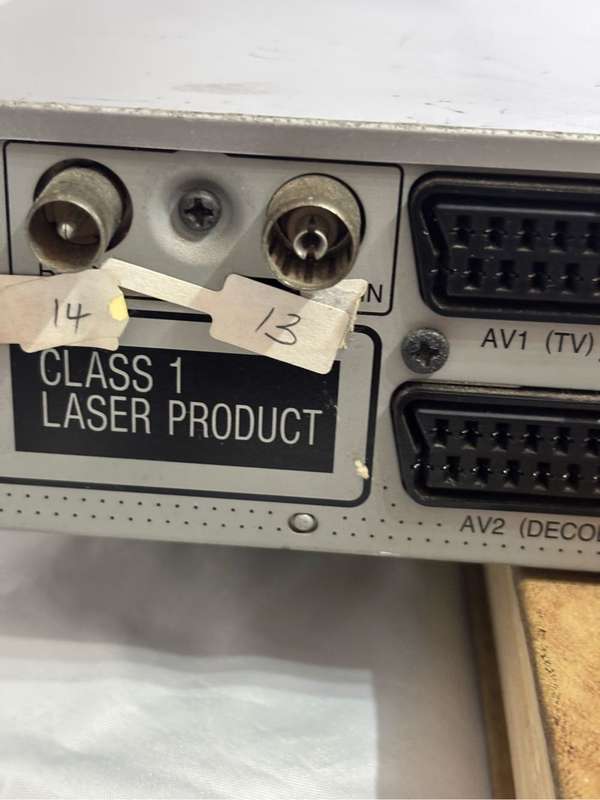 14
13
AV1 (TV)
CLASS 1
LASER PRODUCT
AV2 (DECO